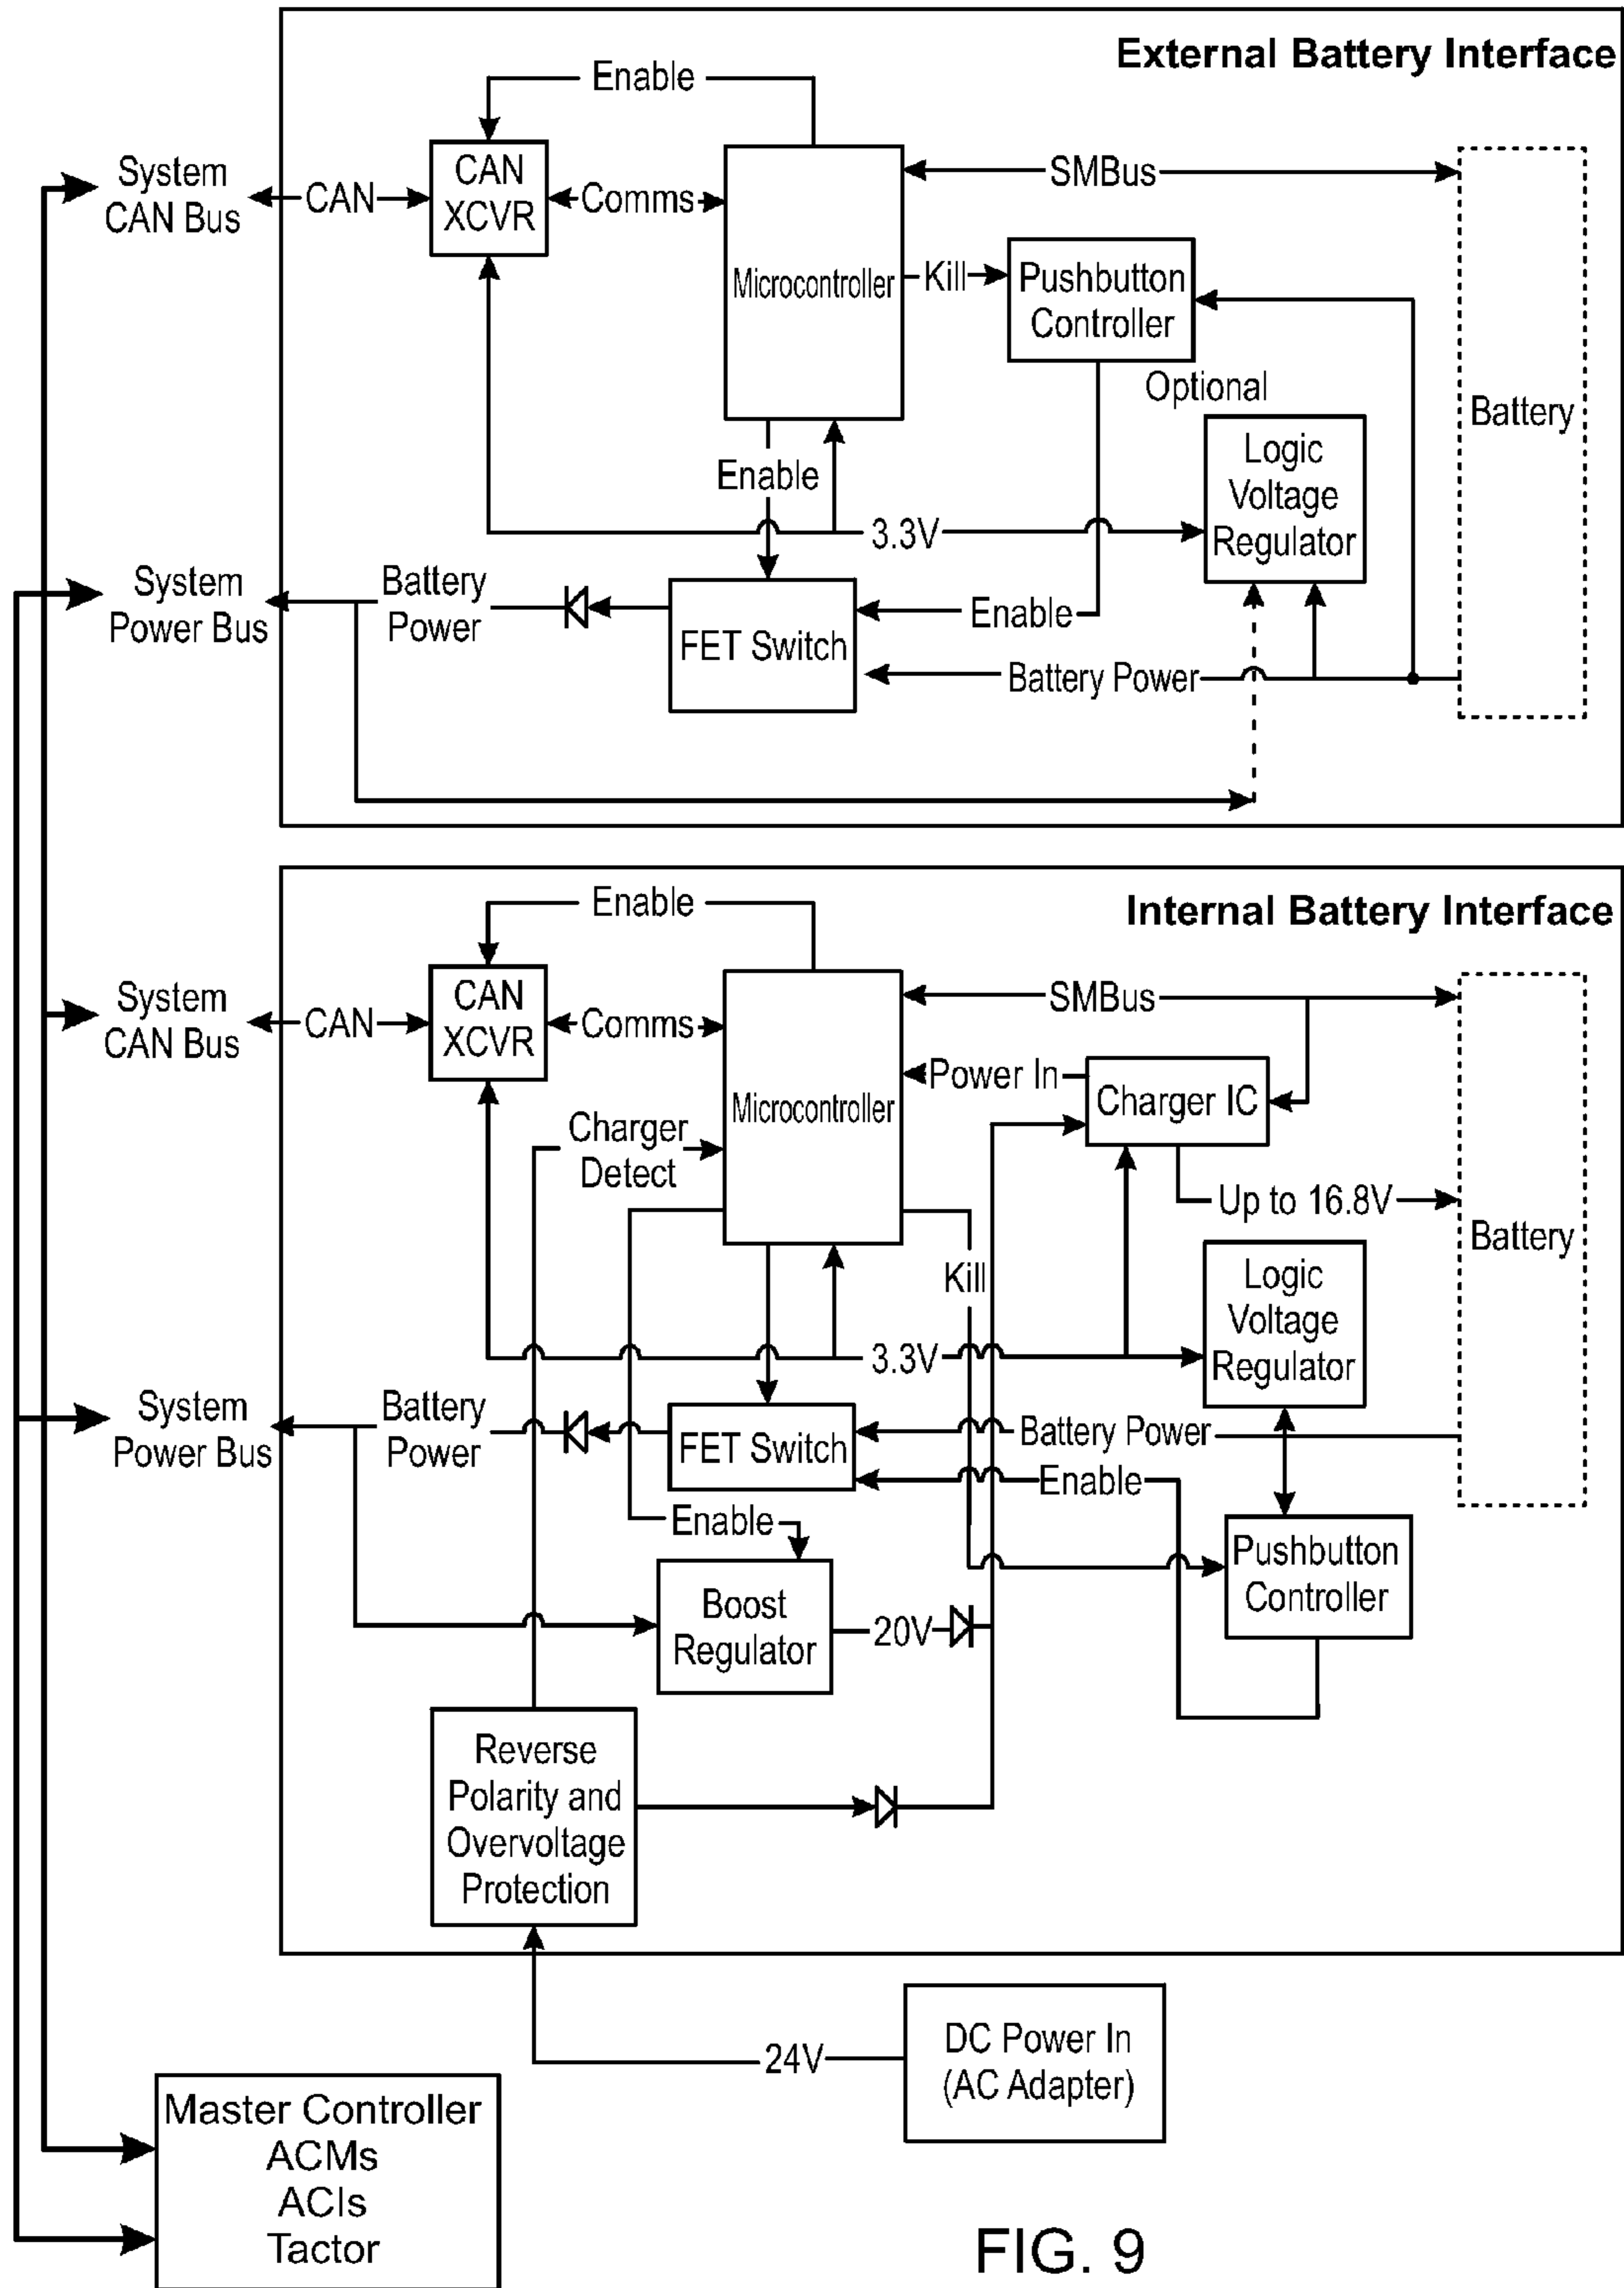 External Battery Interface
Enable
System
CAN Bus
CAN
CAN
XCVR
Comms
Microcontroller
SMBus
Kill
Pushbutton
Controller
Optional
Battery
Logic
Voltage
Regulator
Enable
3.3V
System
Power Bus
Battery
Power
FET Switch
Enable
Battery Power
Internal Battery Interface
Enable
System
CAN Bus
CAN
CAN
XCVR
Comms
Microcontroller
SMBus
Power In
Charger IC
Charger
Detect
Up to 16.8V
Battery
Kill
Logic
Voltage
Regulator
3.3V
System
Power Bus
Battery
Power
FET Switch
Battery Power
Enable
Enable
Pushbutton
Controller
Boost
Regulator
20V
Reverse
Polarity and
Overvoltage
Protection
24V
DC Power In
(AC Adapter)
Master Controller
ACMs
ACIs
Tactor
FIG. 9